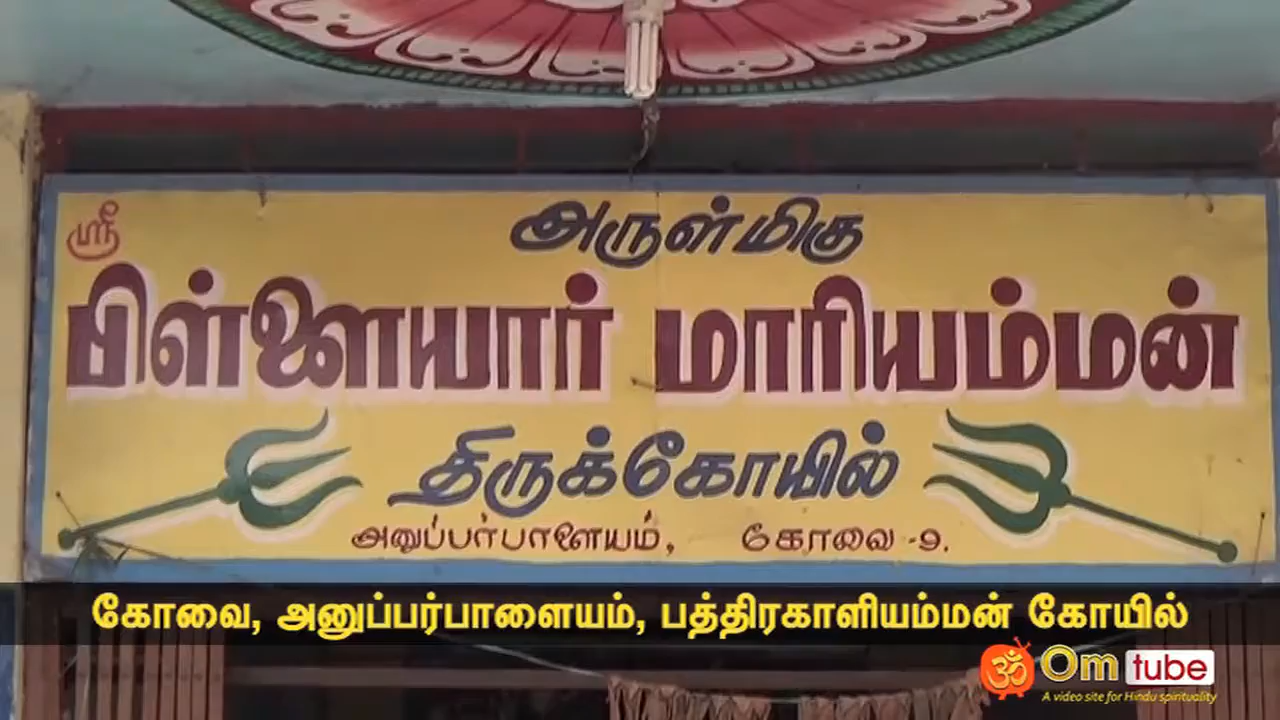 ஸ்ரீ
அருள்மிகு
பிள்ளையார் மாரியம்மன்
திருக்கோயில்
அனுப்பர்பாளையம், கோவை -9.
கோவை, அனுப்பர்பாளையம், பத்திரகாளியம்மன் கோயில்
ௐ Om tube
A video site for Hindu spirituality